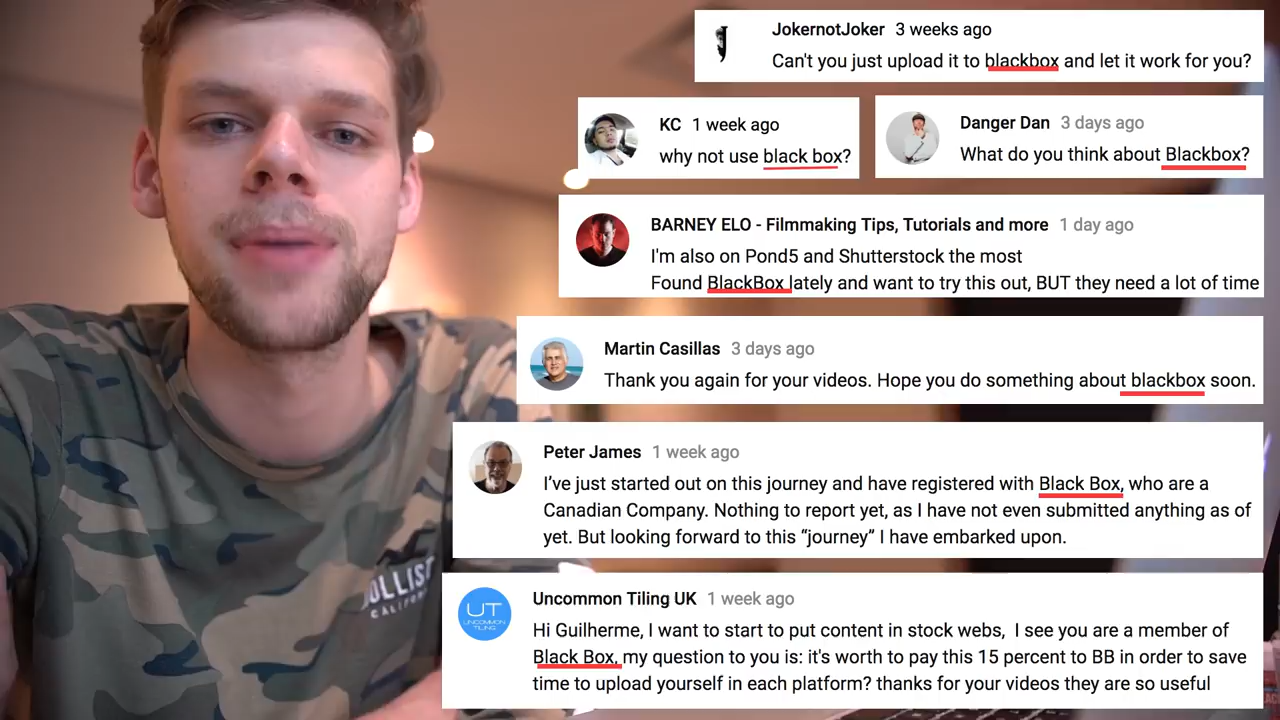 JokernotJoker 3 weeks ago
Can't you just upload it to blackbox and let it work for you?
KC 1 week ago
why not use black box?
Danger Dan 3 days ago
What do you think about Blackbox?
BARNEY ELO - Filmmaking Tips, Tutorials and more 1 day ago
I'm also on Pond5 and Shutterstock the most
Found BlackBox lately and want to try this out, BUT they need a lot of time
Martin Casillas 3 days ago
Thank you again for your videos. Hope you do something about blackbox soon.
Peter James 1 week ago
I've just started out on this journey and have registered with Black Box, who are a
Canadian Company. Nothing to report yet, as I have not even submitted anything as of
yet. But looking forward to this “journey” I have embarked upon.
UT
UNCOMMON
TILING
Uncommon Tiling UK 1 week ago
Hi Guilherme, I want to start to put content in stock webs, I see you are a member of
Black Box, my question to you is: it's worth to pay this 15 percent to BB in order to save
time to upload yourself in each platform? thanks for your videos they are so useful